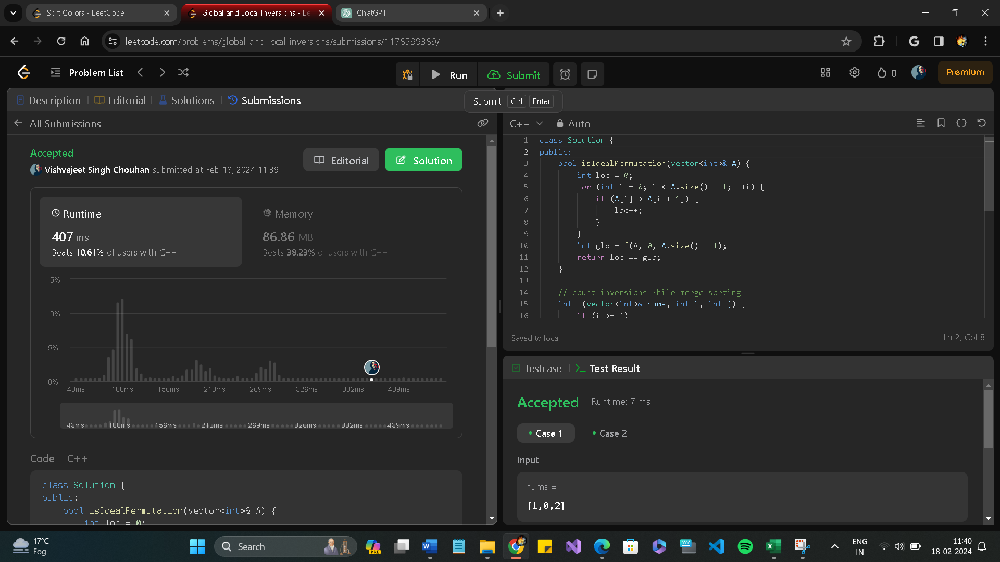 Sort Colors - LeetCode
Global and Local Inversions - Le
ChatGPT
leetcode.com/problems/global-and-local-inversions/submissions/1178599389/
Problem List
Run
Submit
0
Premium
Description
Editorial
Solutions
Submissions
Submit Ctrl Enter
All Submissions
Accepted
Vishvajeet Singh Chouhan submitted at Feb 18, 2024 11:39
Editorial
Solution
Runtime
407 ms
Beats 10.61% of users with C++
Memory
86.86 MB
Beats 38.23% of users with C++
15%
10%
5%
0%
43ms 100ms 156ms 213ms 269ms 326ms 382ms 439ms
43ms 100ms 156ms 213ms 269ms 326ms 382ms 439ms
Code C++
class Solution {
public:
bool isIdealPermutation(vector<int>& A) {
int loc = 0;
C++ Auto
1 class Solution {
2 public:
3 bool isIdealPermutation(vector<int>& A) {
4 int loc = 0;
5 for (int i = 0; i < A.size() - 1; ++i) {
6 if (A[i] > A[i + 1]) {
7 loc++;
8 }
9 }
10 int glo = f(A, 0, A.size() - 1);
11 return loc == glo;
12 }
13
14 // count inversions while merge sorting
15 int f(vector<int>& nums, int i, int j) {
16 if (i >= j) {
Saved to local
Ln 2, Col 8
Testcase
Test Result
Accepted Runtime: 7 ms
Case 1
Case 2
Input
nums =
[1,0,2]
17°C
Fog
Search
PRE
ENG
IN
11:40
18-02-2024